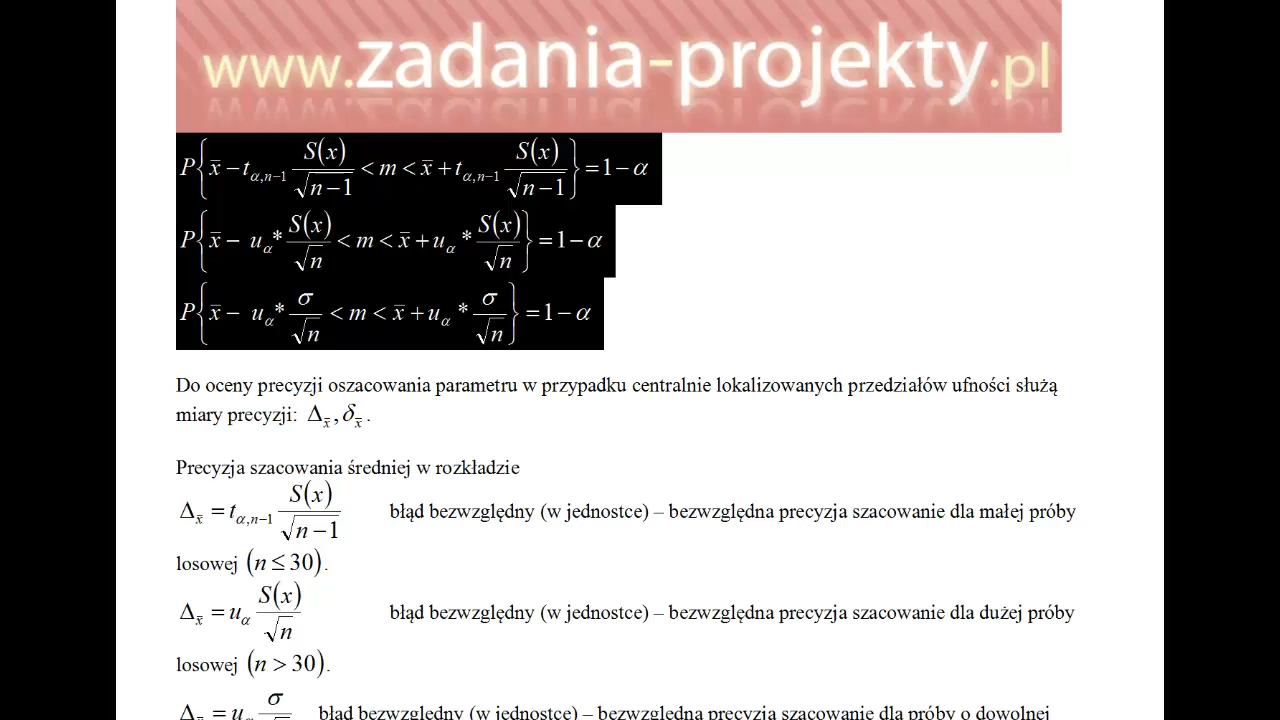 www.zadania-projekty.pl
P{x̄ − t_{α,n−1} S(x)/√(n−1) < m < x̄ + t_{α,n−1} S(x)/√(n−1)} = 1 − α
P{x̄ − u_α * S(x)/√n < m < x̄ + u_α * S(x)/√n} = 1 − α
P{x̄ − u_α * σ/√n < m < x̄ + u_α * σ/√n} = 1 − α
Do oceny precyzji oszacowania parametru w przypadku centralnie lokalizowanych przedziałów ufności służą
miary precyzji: Δ_x̄, δ_x̄.
Precyzja szacowania średniej w rozkładzie
Δ_x̄ = t_{α,n−1} S(x)/√(n−1) błąd bezwzględny (w jednostce) – bezwzględna precyzja szacowanie dla małej próby
losowej (n ≤ 30).
Δ_x̄ = u_α S(x)/√n błąd bezwzględny (w jednostce) – bezwzględna precyzja szacowanie dla dużej próby
losowej (n > 30).
Δ_x̄ = u_α σ/√n błąd bezwzględny (w jednostce) – bezwzględna precyzja szacowanie dla próby o dowolnej